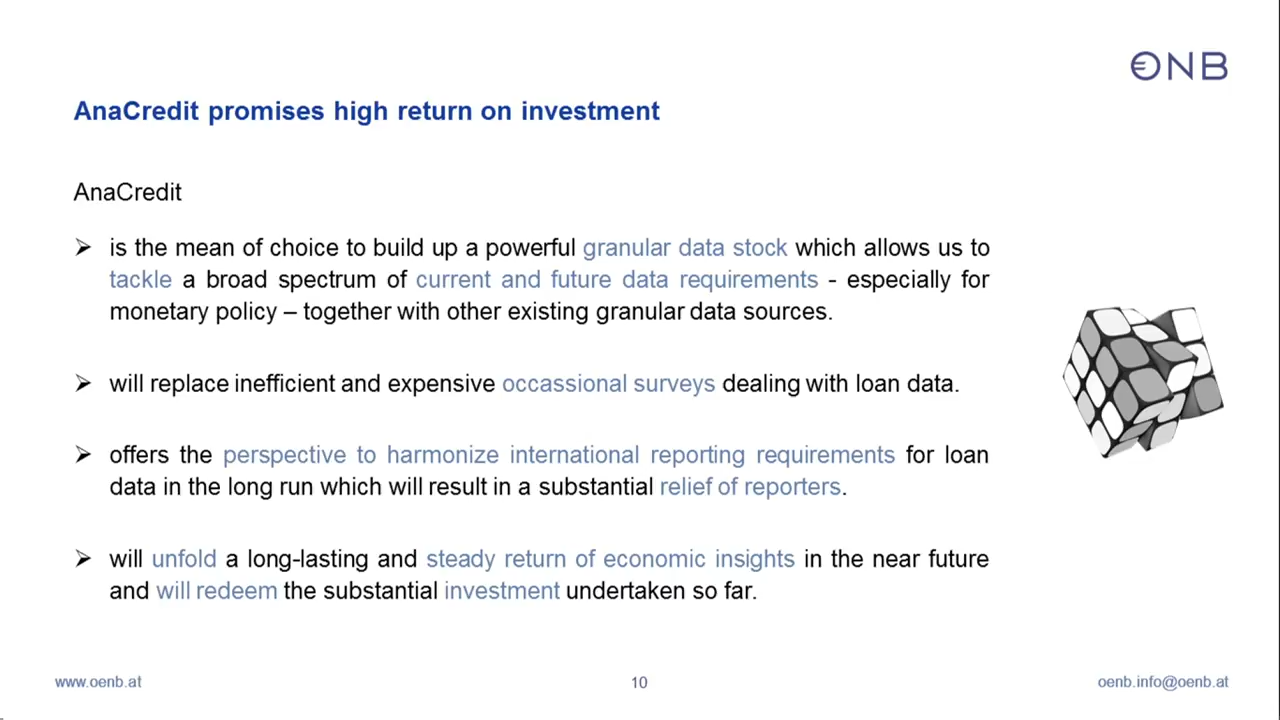 ONB
AnaCredit promises high return on investment
AnaCredit
➢ is the mean of choice to build up a powerful granular data stock which allows us to
tackle a broad spectrum of current and future data requirements - especially for
monetary policy – together with other existing granular data sources.
➢ will replace inefficient and expensive occassional surveys dealing with loan data.
➢ offers the perspective to harmonize international reporting requirements for loan
data in the long run which will result in a substantial relief of reporters.
➢ will unfold a long-lasting and steady return of economic insights in the near future
and will redeem the substantial investment undertaken so far.
www.oenb.at
10
oenb.info@oenb.at